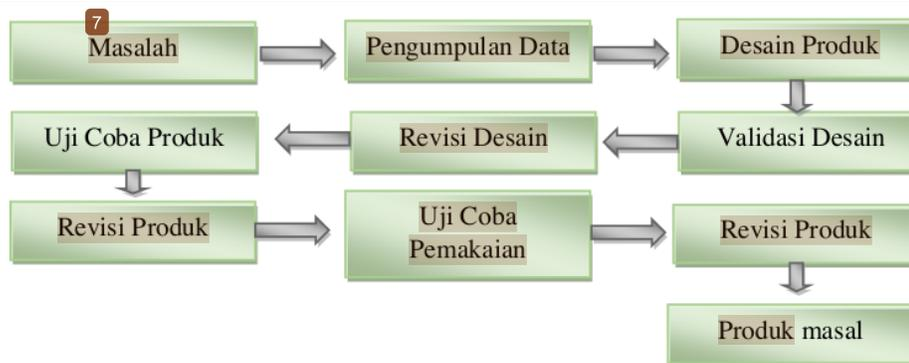 7
Masalah
Pengumpulan Data
Desain Produk
Validasi Desain
Revisi Desain
Uji Coba Produk
Revisi Produk
Uji Coba
Pemakaian
Revisi Produk
Produk masal